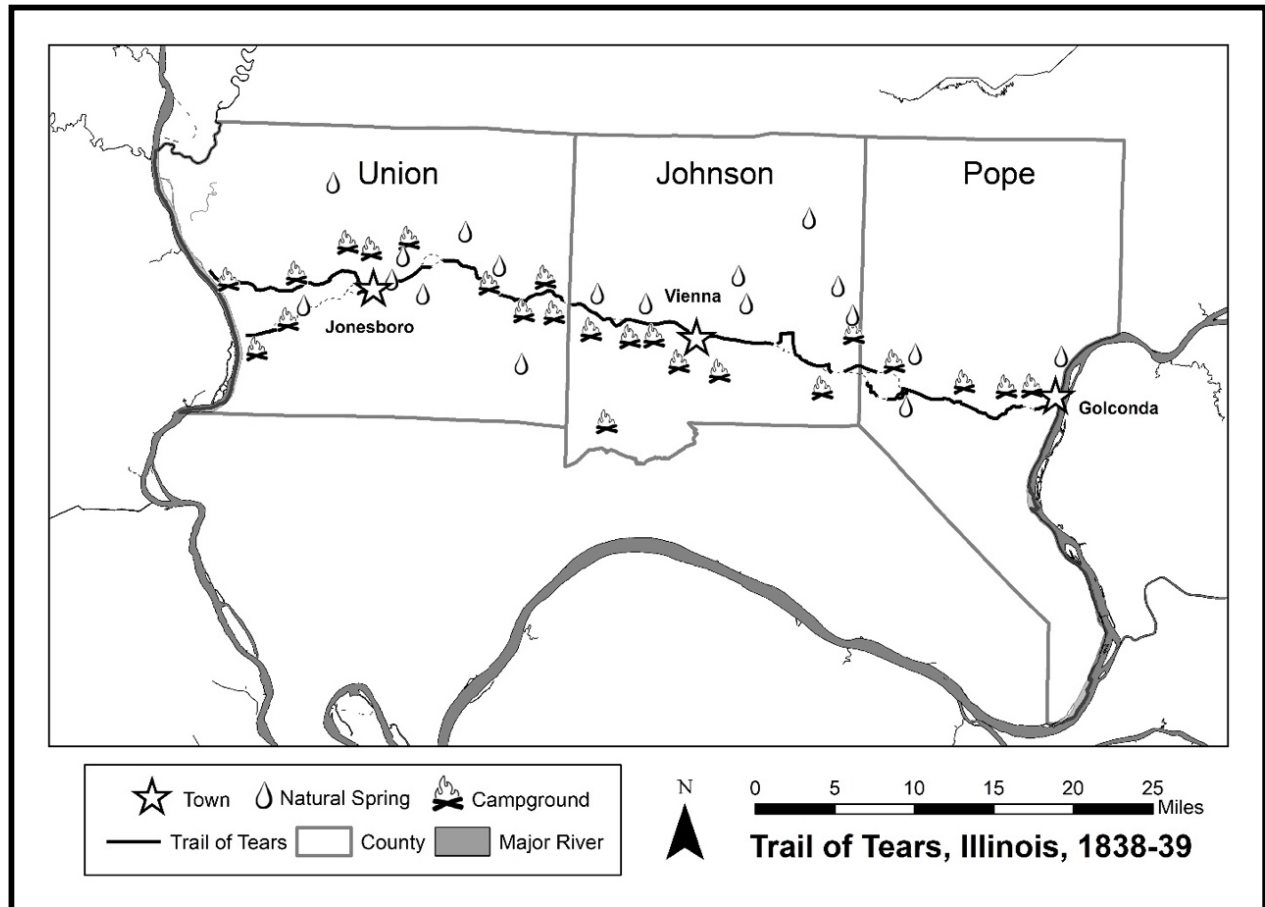 Union
Johnson
Pope
Vienna
Jonesboro
Golconda
Town
Natural Spring
Campground
Trail of Tears
County
Major River
N
0 5 10 15 20 25
Miles
Trail of Tears, Illinois, 1838-39